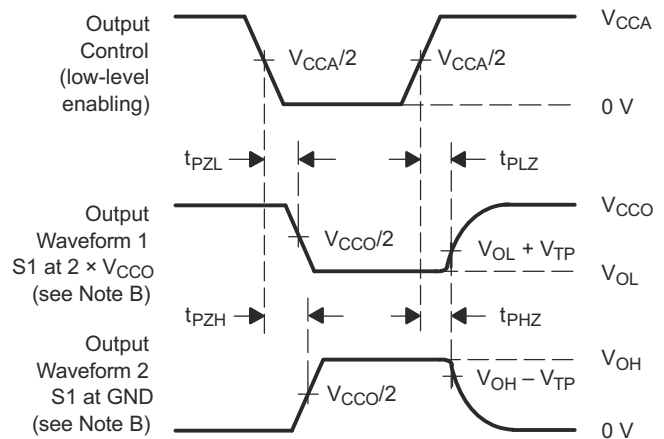 Output
Control
(low-level
enabling)
VCCA
VCCA/2
VCCA/2
0 V
tPZL
tPLZ
Output
Waveform 1
S1 at 2 × VCCO
(see Note B)
VCCO
VCCO/2
VOL + VTP
VOL
tPZH
tPHZ
Output
Waveform 2
S1 at GND
(see Note B)
VOH
VCCO/2
VOH – VTP
0 V